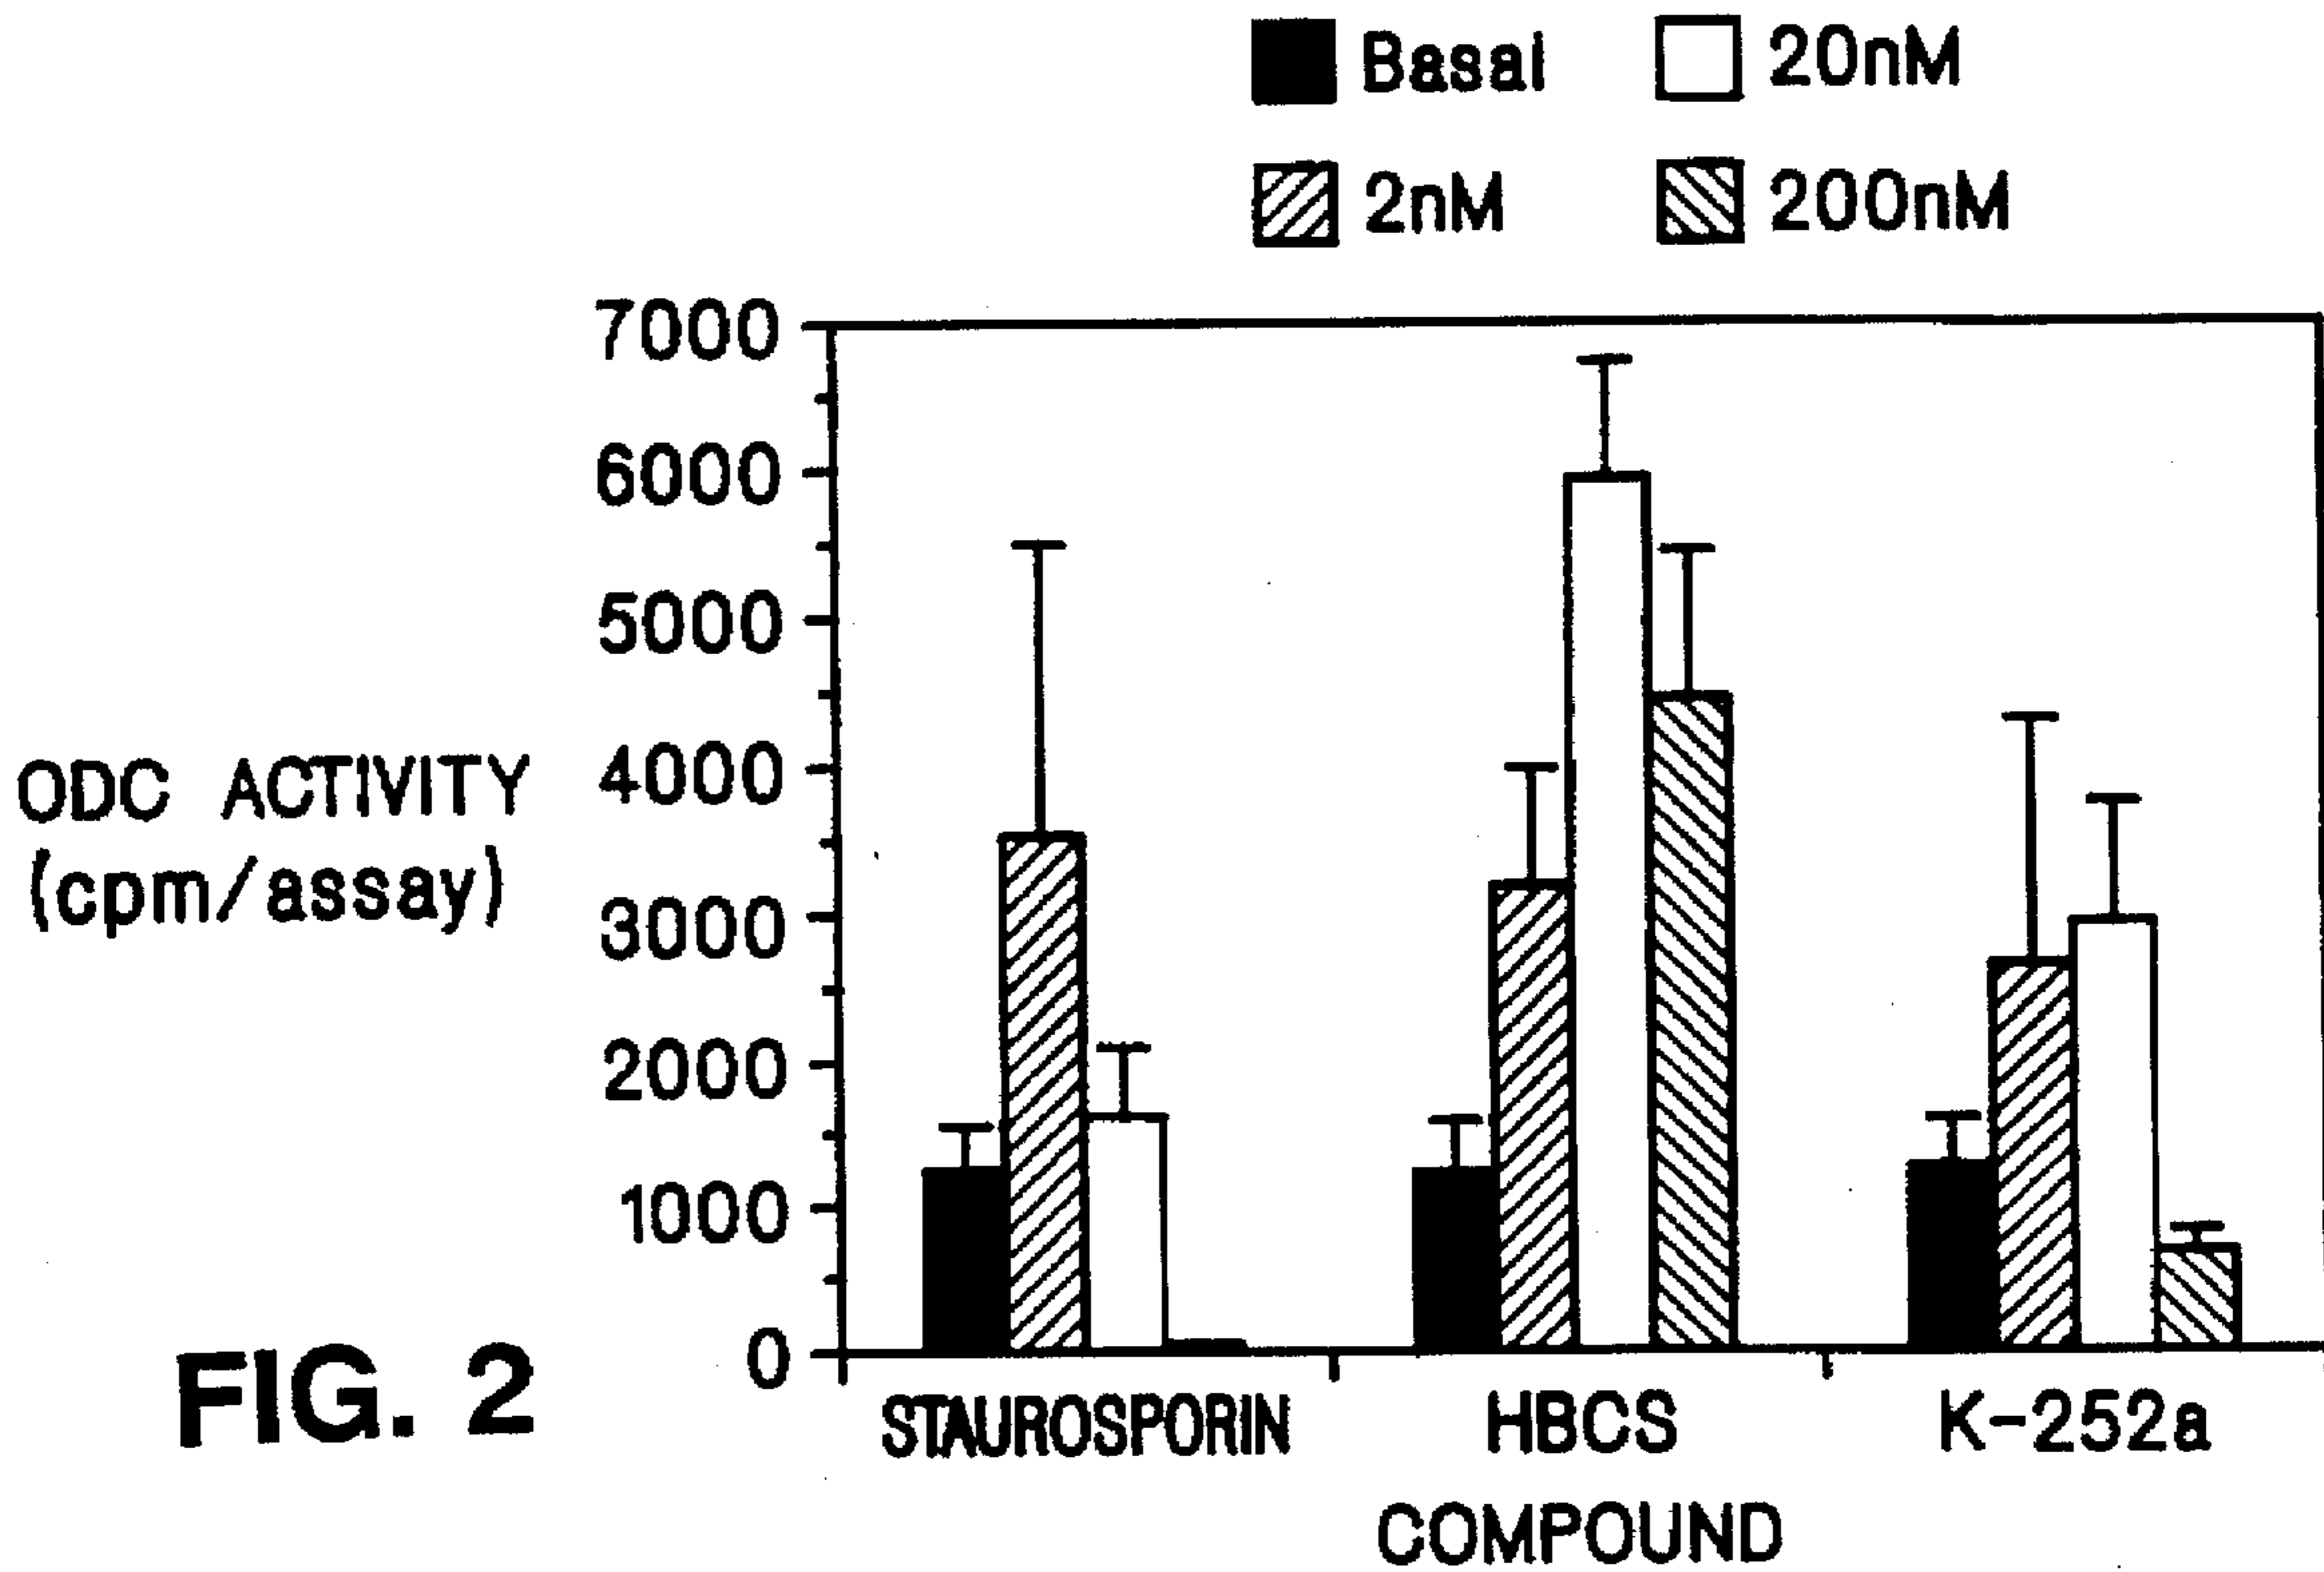 Basal
20nM
2nM
200nM
7000
6000
5000
4000
3000
2000
1000
0
ODC ACTIVITY
(cpm/assay)
STAUROSPORIN
HBCS
K-252a
COMPOUND
FIG. 2